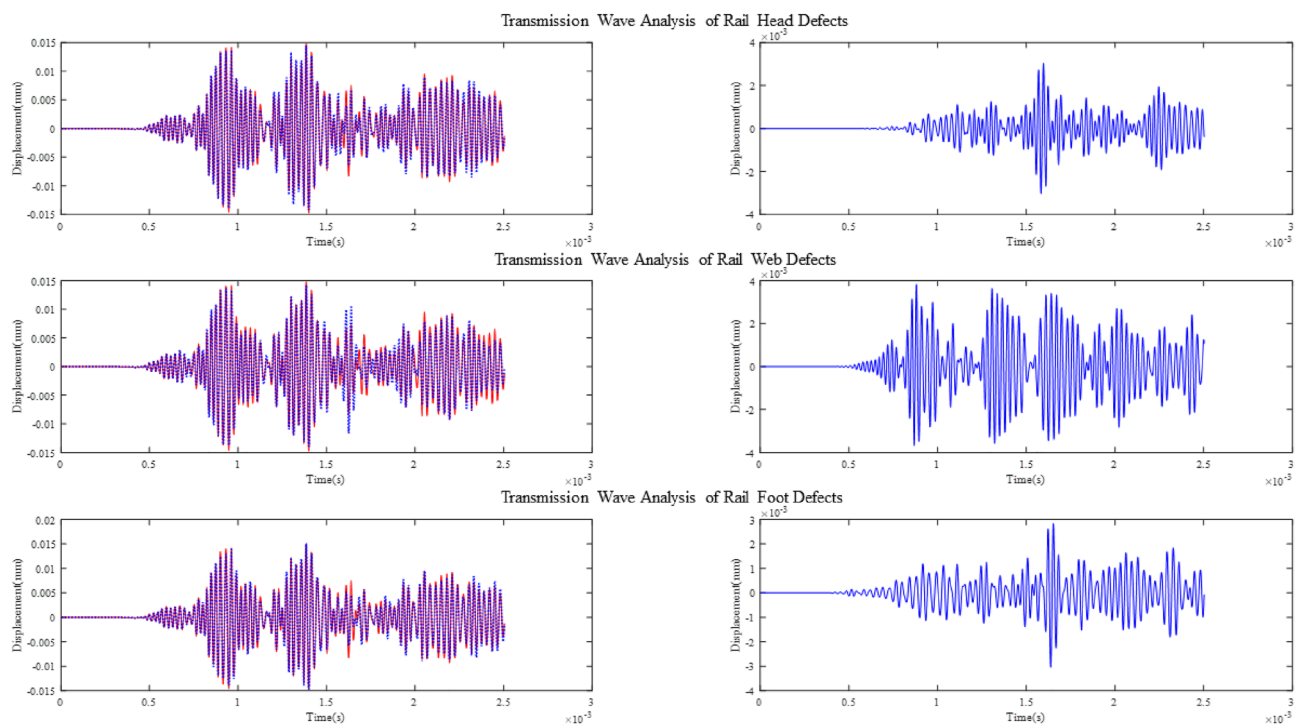 Transmission Wave Analysis of Rail Head Defects
0.015
0.01
0.005
0
-0.005
-0.01
-0.015
Displacement(mm)
0 0.5 1 1.5 2 2.5 3
Time(s)
×10⁻³
×10⁻³
4
2
0
-2
-4
Displacement(mm)
0 0.5 1 1.5 2 2.5 3
Time(s)
×10⁻³
Transmission Wave Analysis of Rail Web Defects
0.015
0.01
0.005
0
-0.005
-0.01
-0.015
Displacement(mm)
0 0.5 1 1.5 2 2.5 3
Time(s)
×10⁻³
×10⁻³
4
2
0
-2
-4
Displacement(mm)
0 0.5 1 1.5 2 2.5 3
Time(s)
×10⁻³
Transmission Wave Analysis of Rail Foot Defects
0.02
0.015
0.01
0.005
0
-0.005
-0.01
-0.015
Displacement(mm)
0 0.5 1 1.5 2 2.5 3
Time(s)
×10⁻³
×10⁻³
3
2
1
0
-1
-2
-3
-4
Displacement(mm)
0 0.5 1 1.5 2 2.5 3
Time(s)
×10⁻³